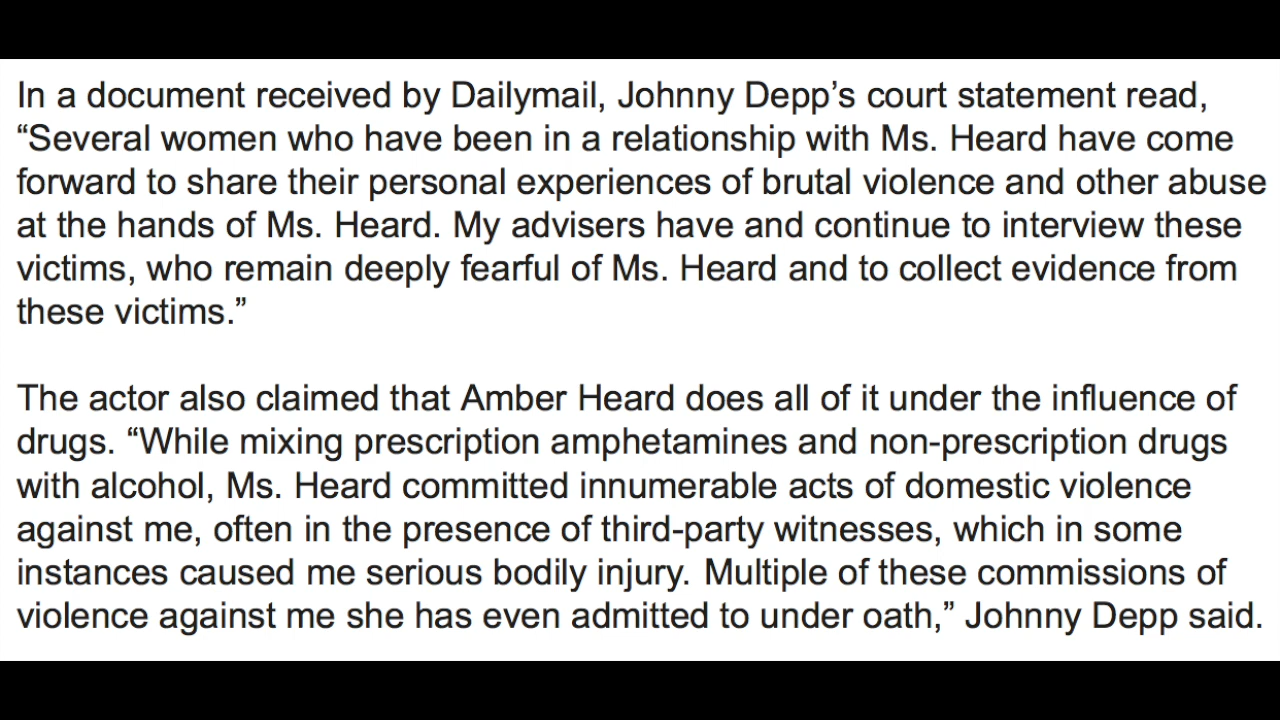 In a document received by Dailymail, Johnny Depp’s court statement read,
“Several women who have been in a relationship with Ms. Heard have come
forward to share their personal experiences of brutal violence and other abuse
at the hands of Ms. Heard. My advisers have and continue to interview these
victims, who remain deeply fearful of Ms. Heard and to collect evidence from
these victims.”
The actor also claimed that Amber Heard does all of it under the influence of
drugs. “While mixing prescription amphetamines and non-prescription drugs
with alcohol, Ms. Heard committed innumerable acts of domestic violence
against me, often in the presence of third-party witnesses, which in some
instances caused me serious bodily injury. Multiple of these commissions of
violence against me she has even admitted to under oath,” Johnny Depp said.